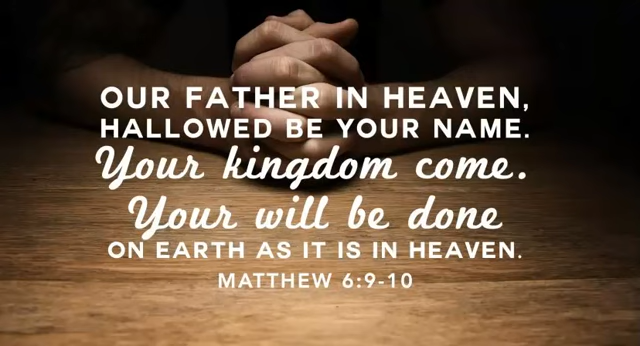 OUR FATHER IN HEAVEN,
HALLOWED BE YOUR NAME.
Your kingdom come.
Your will be done
ON EARTH AS IT IS IN HEAVEN.
MATTHEW 6:9-10